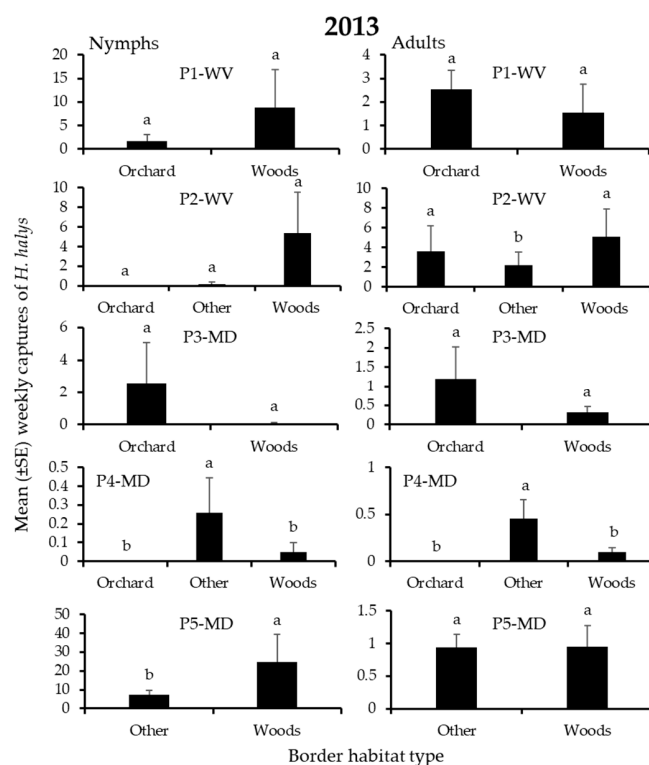 2013
Nymphs
Adults
Mean (±SE) weekly captures of H. halys
20
15
10
5
0
P1-WV
a
a
Orchard Woods
4
3
2
1
0
P1-WV
a
a
Orchard Woods
10
8
6
4
2
0
P2-WV
a
a
a
Orchard Other Woods
10
8
6
4
2
0
P2-WV
a
b
a
Orchard Other Woods
6
4
2
0
P3-MD
a
a
Orchard Woods
2.5
2
1.5
1
0.5
0
P3-MD
a
a
Orchard Woods
0.5
0.4
0.3
0.2
0.1
0
P4-MD
b
a
b
Orchard Other Woods
1
0.5
0
P4-MD
b
a
b
Orchard Other Woods
50
40
30
20
10
0
P5-MD
b
a
Other Woods
1.5
1
0.5
0
P5-MD
a
a
Other Woods
Border habitat type